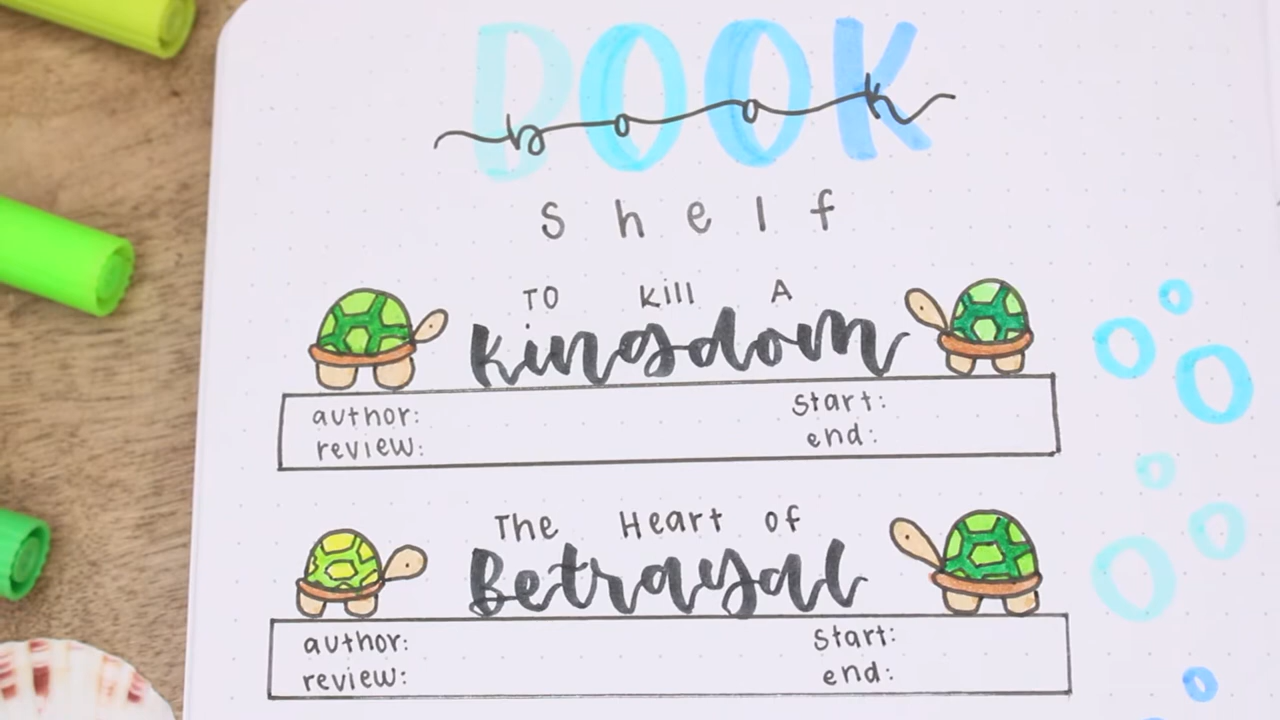 BOOK
book
shelf
TO Kill A
Kingdom
author: Start:
review: end:
The Heart of
Betrayal
author: Start:
review: end: